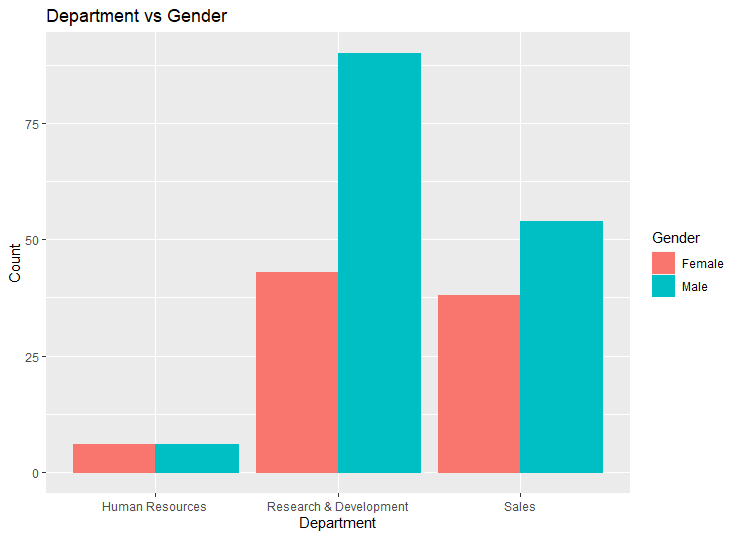 Department vs Gender
Count
75
50
25
0
Human Resources
Research & Development
Sales
Department
Gender
Female
Male